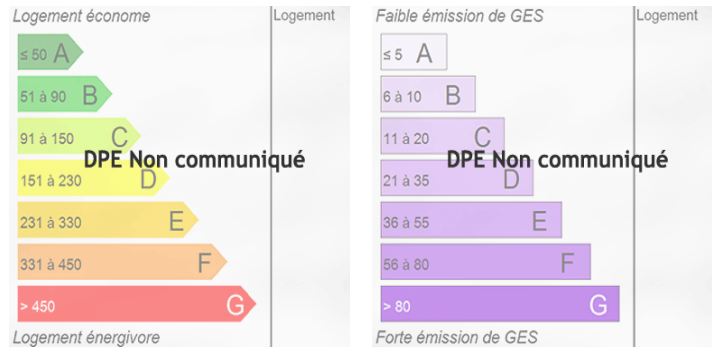 Logement économe Logement
≤ 50 A
51 à 90 B
91 à 150 C
DPE Non communiqué
151 à 230 D
231 à 330 E
331 à 450 F
> 450 G
Logement énergivore
Faible émission de GES Logement
≤ 5 A
6 à 10 B
11 à 20 C
DPE Non communiqué
21 à 35 D
36 à 55 E
56 à 80 F
> 80 G
Forte émission de GES